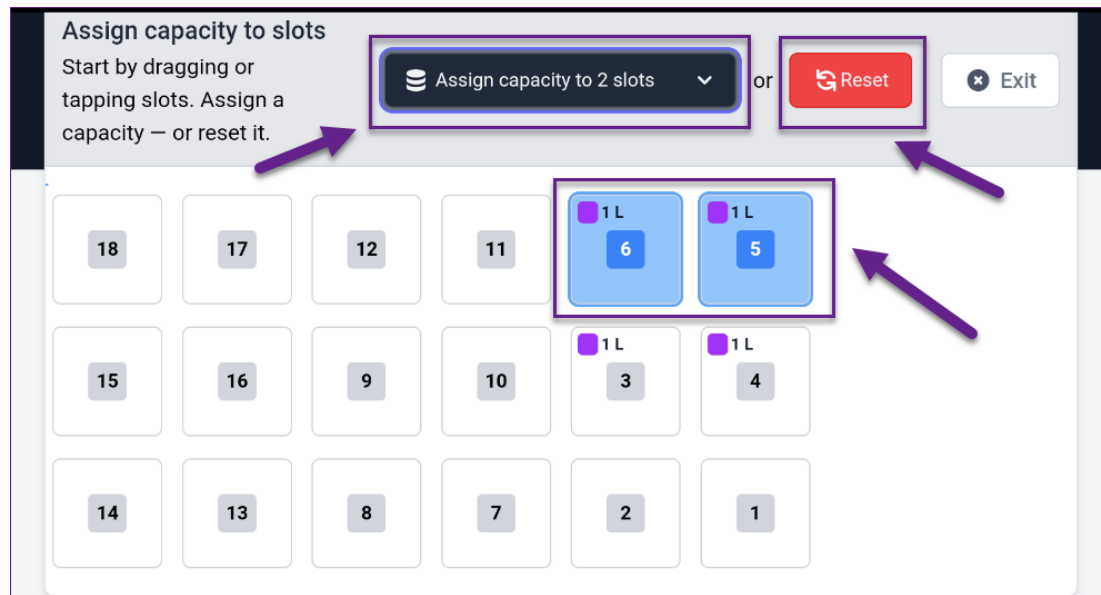 Assign capacity to slots
Start by dragging or
tapping slots. Assign a
capacity — or reset it.
Assign capacity to 2 slots
or
Reset
Exit
18
17
12
11
1 L
6
1 L
5
15
16
9
10
1 L
3
1 L
4
14
13
8
7
2
1